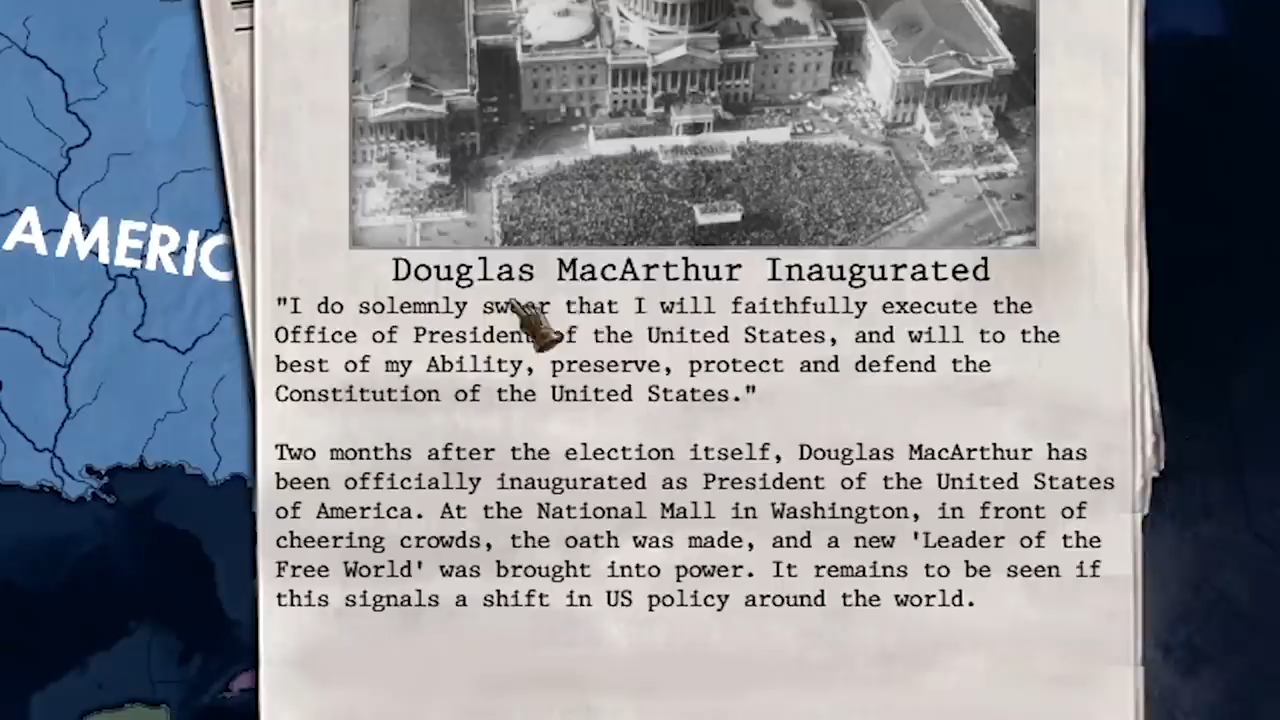 AMERIC
Douglas MacArthur Inaugurated
"I do solemnly swear that I will faithfully execute the
Office of President of the United States, and will to the
best of my Ability, preserve, protect and defend the
Constitution of the United States."
Two months after the election itself, Douglas MacArthur has
been officially inaugurated as President of the United States
of America. At the National Mall in Washington, in front of
cheering crowds, the oath was made, and a new 'Leader of the
Free World' was brought into power. It remains to be seen if
this signals a shift in US policy around the world.